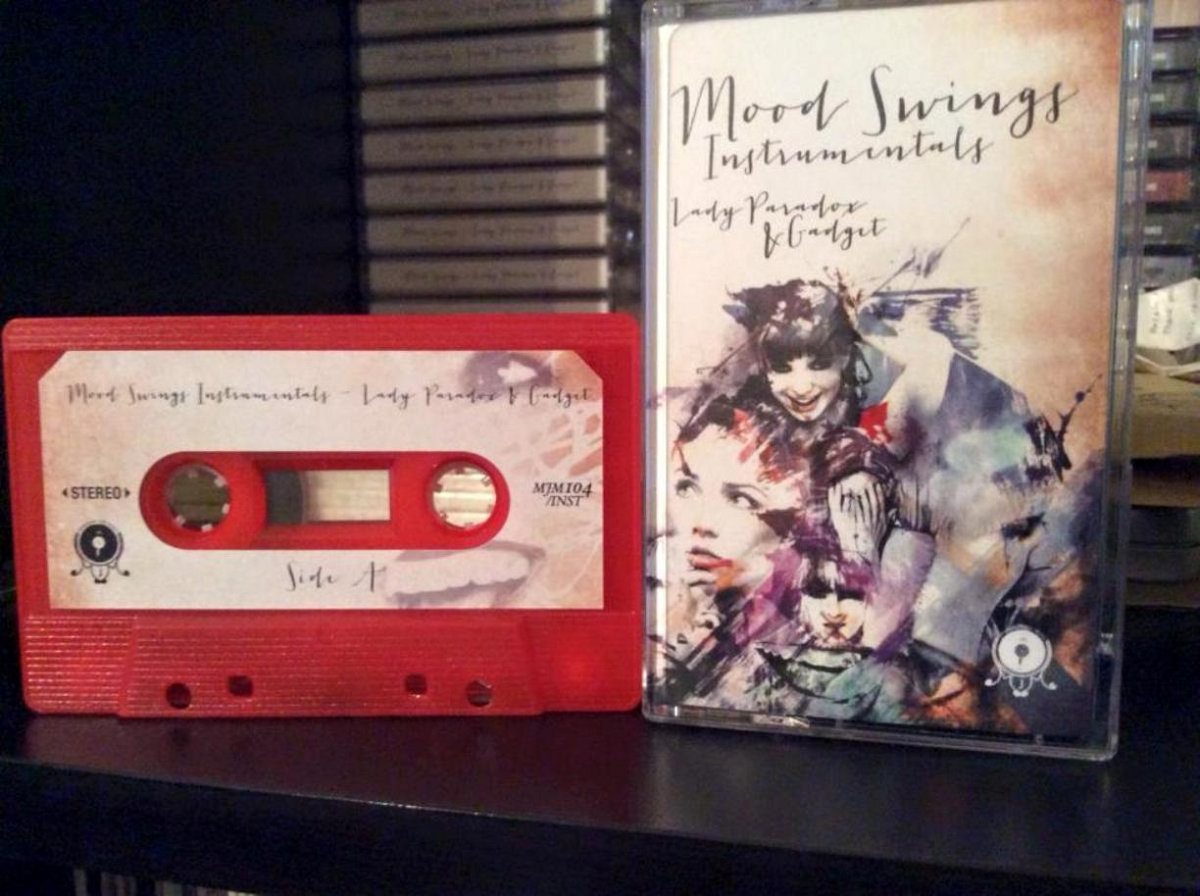 Mood Swings
Instrumentals
Lady Paradox
& Gadget
Mood Swings Instrumentals - Lady Paradox & Gadget
STEREO
MJM104
/INST
Side A